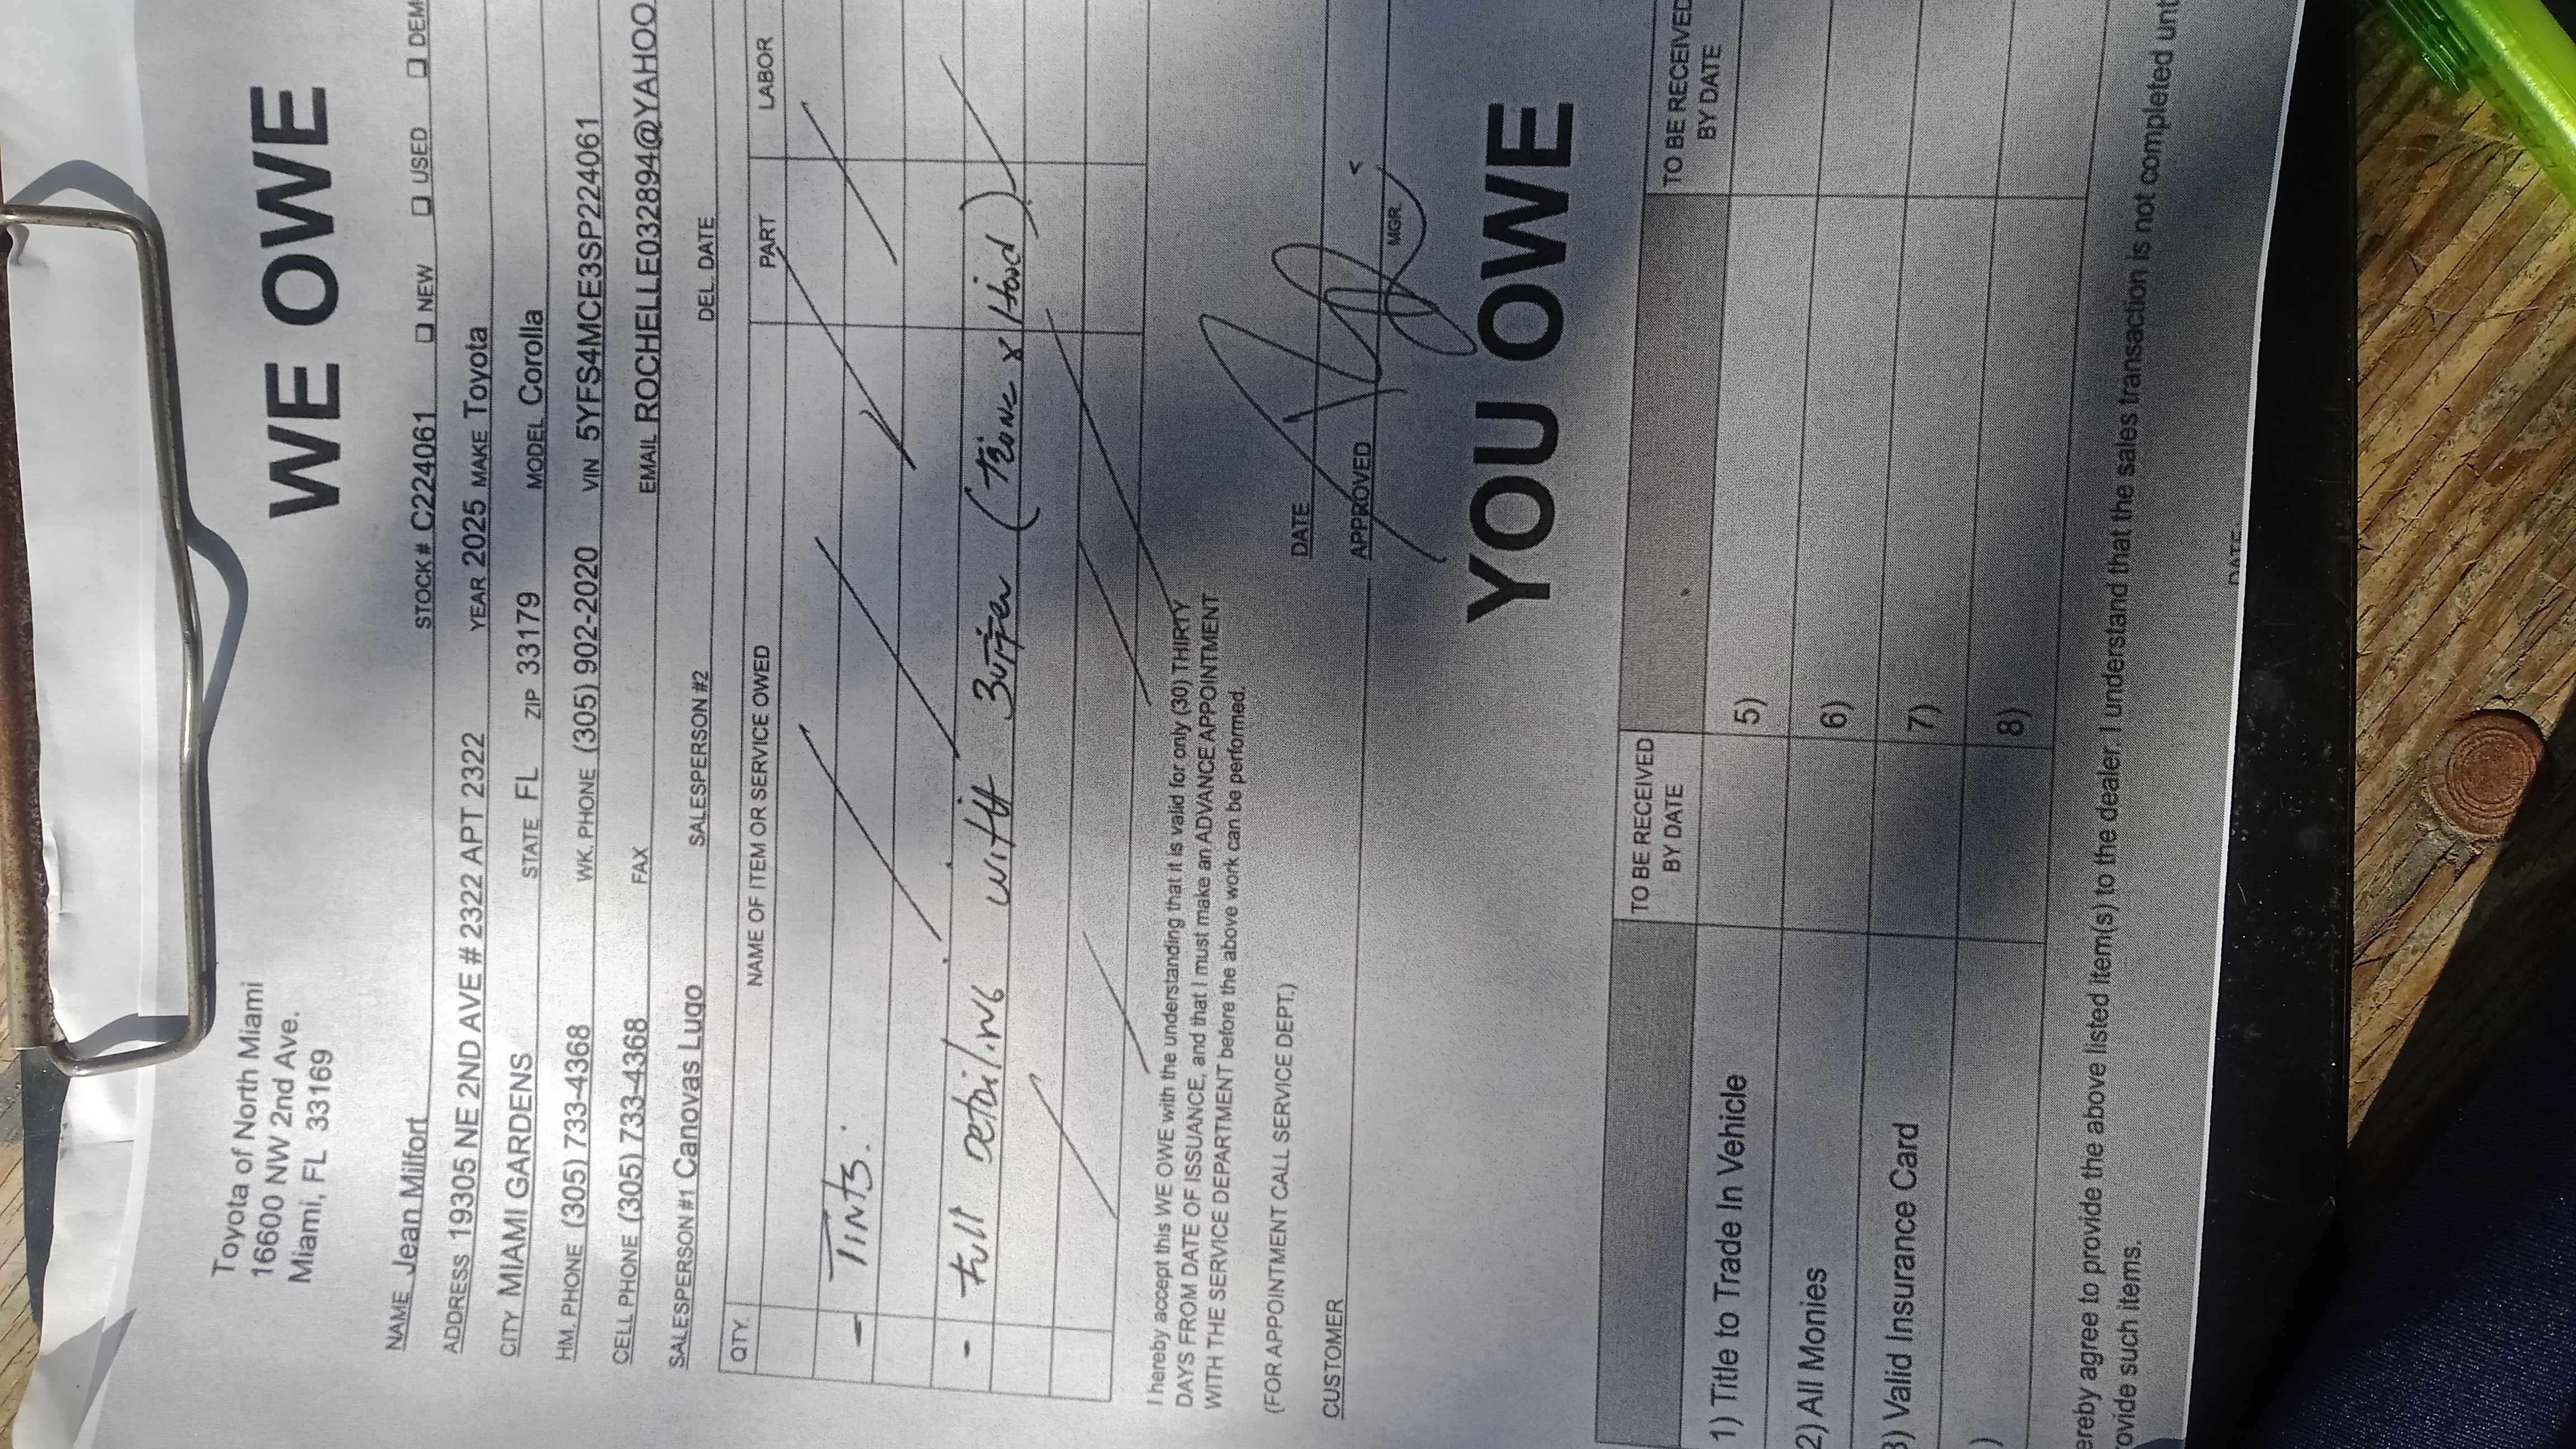 Toyota of North Miami
16600 NW 2nd Ave.
Miami, FL 33169
WE OWE
NAME Jean Milfort STOCK # C224061 ❑ NEW ❑ USED ❑ DEM
ADDRESS 19305 NE 2ND AVE # 2322 APT 2322 YEAR 2025 MAKE Toyota
CITY MIAMI GARDENS STATE FL ZIP 33179 MODEL Corolla
HM. PHONE (305) 733-4368 WK. PHONE (305) 902-2020 VIN 5YFS4MCE3SP224061
CELL PHONE (305) 733-4368 FAX EMAIL ROCHELLE032894@YAHOO
SALESPERSON #1 Canovas Lugo SALESPERSON #2 DEL. DATE
QTY. NAME OF ITEM OR SERVICE OWED PART LABOR
- Tints.
- Full Detailing with Buffer ( & Hood)
I hereby accept this WE OWE with the understanding that it is valid for only (30) THIRTY
DAYS FROM DATE OF ISSUANCE, and that I must make an ADVANCE APPOINTMENT
WITH THE SERVICE DEPARTMENT before the above work can be performed.
(FOR APPOINTMENT CALL SERVICE DEPT.)
DATE
CUSTOMER APPROVED MGR.
YOU OWE
TO BE RECEIVED BY DATE TO BE RECEIVED BY DATE
1) Title to Trade In Vehicle 5)
2) All Monies 6)
3) Valid Insurance Card 7)
) 8)
ereby agree to provide the above listed item(s) to the dealer. I understand that the sales transaction is not completed unt
ovide such items.
DATE